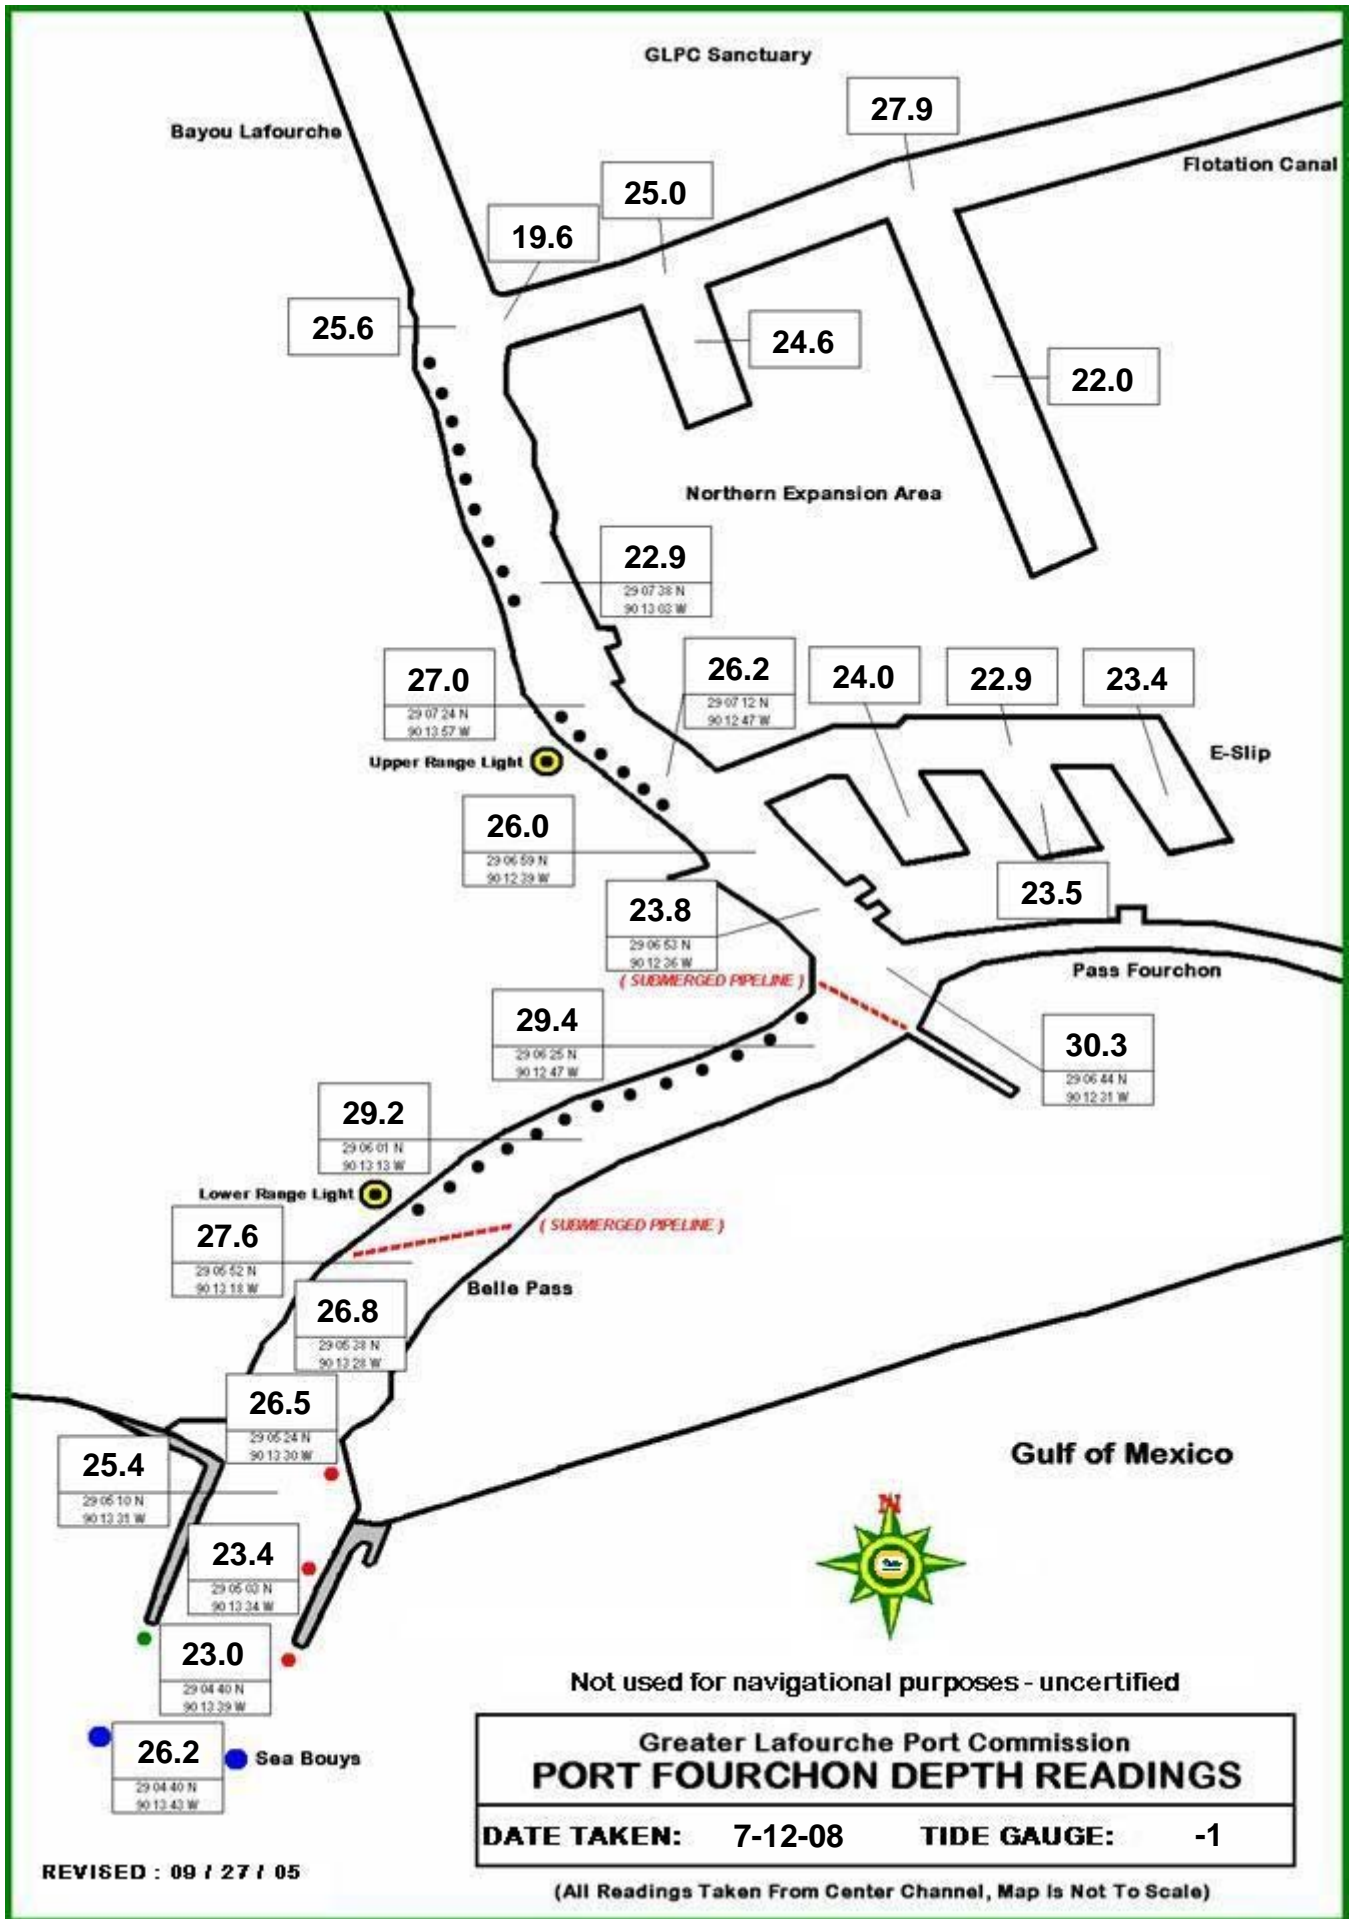 GLPC Sanctuary
27.9
Bayou Lafourche
Flotation Canal
25.0
19.6
25.6
24.6
22.0
Northern Expansion Area
22.9
29 07 38 N
90 13 03 W
27.0
29 07 24 N
90 13 57 W
26.2
29 07 12 N
90 12 47 W
24.0
22.9
23.4
E-Slip
Upper Range Light
26.0
29 06 59 N
90 12 39 W
23.5
23.8
29 06 53 N
90 12 36 W
( SUBMERGED PIPELINE )
Pass Fourchon
29.4
29 06 25 N
90 12 47 W
30.3
29 06 44 N
90 12 31 W
29.2
29 06 01 N
90 13 13 W
Lower Range Light
27.6
29 05 52 N
90 13 18 W
( SUBMERGED PIPELINE )
Belle Pass
26.8
29 05 38 N
90 13 28 W
26.5
29 05 24 N
90 13 30 W
25.4
29 05 10 N
90 13 31 W
Gulf of Mexico
N
23.4
29 05 03 N
90 13 34 W
23.0
29 04 40 N
90 13 39 W
26.2
29 04 40 N
90 13 43 W
Sea Bouys
Not used for navigational purposes - uncertified
Greater Lafourche Port Commission
PORT FOURCHON DEPTH READINGS
DATE TAKEN: 7-12-08 TIDE GAUGE: -1
REVISED : 09 / 27 / 05
(All Readings Taken From Center Channel, Map Is Not To Scale)